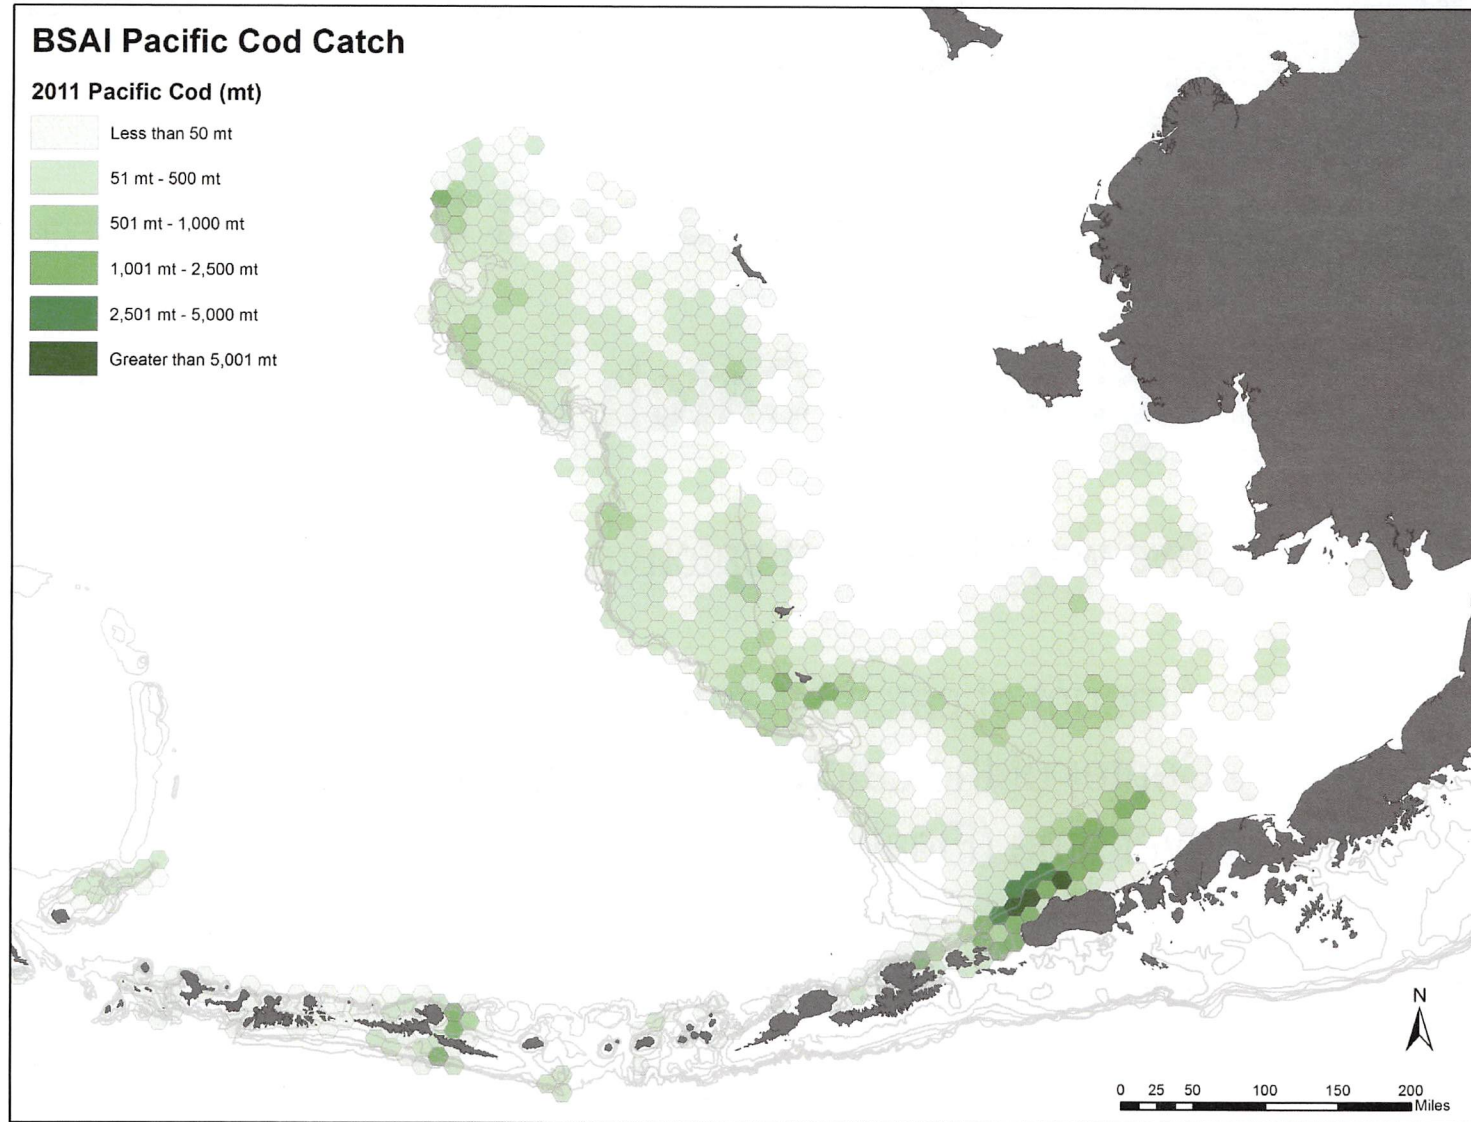 BSAI Pacific Cod Catch
2011 Pacific Cod (mt)
Less than 50 mt
51 mt - 500 mt
501 mt - 1,000 mt
1,001 mt - 2,500 mt
2,501 mt - 5,000 mt
Greater than 5,001 mt
N
0 25 50 100 150 200
Miles